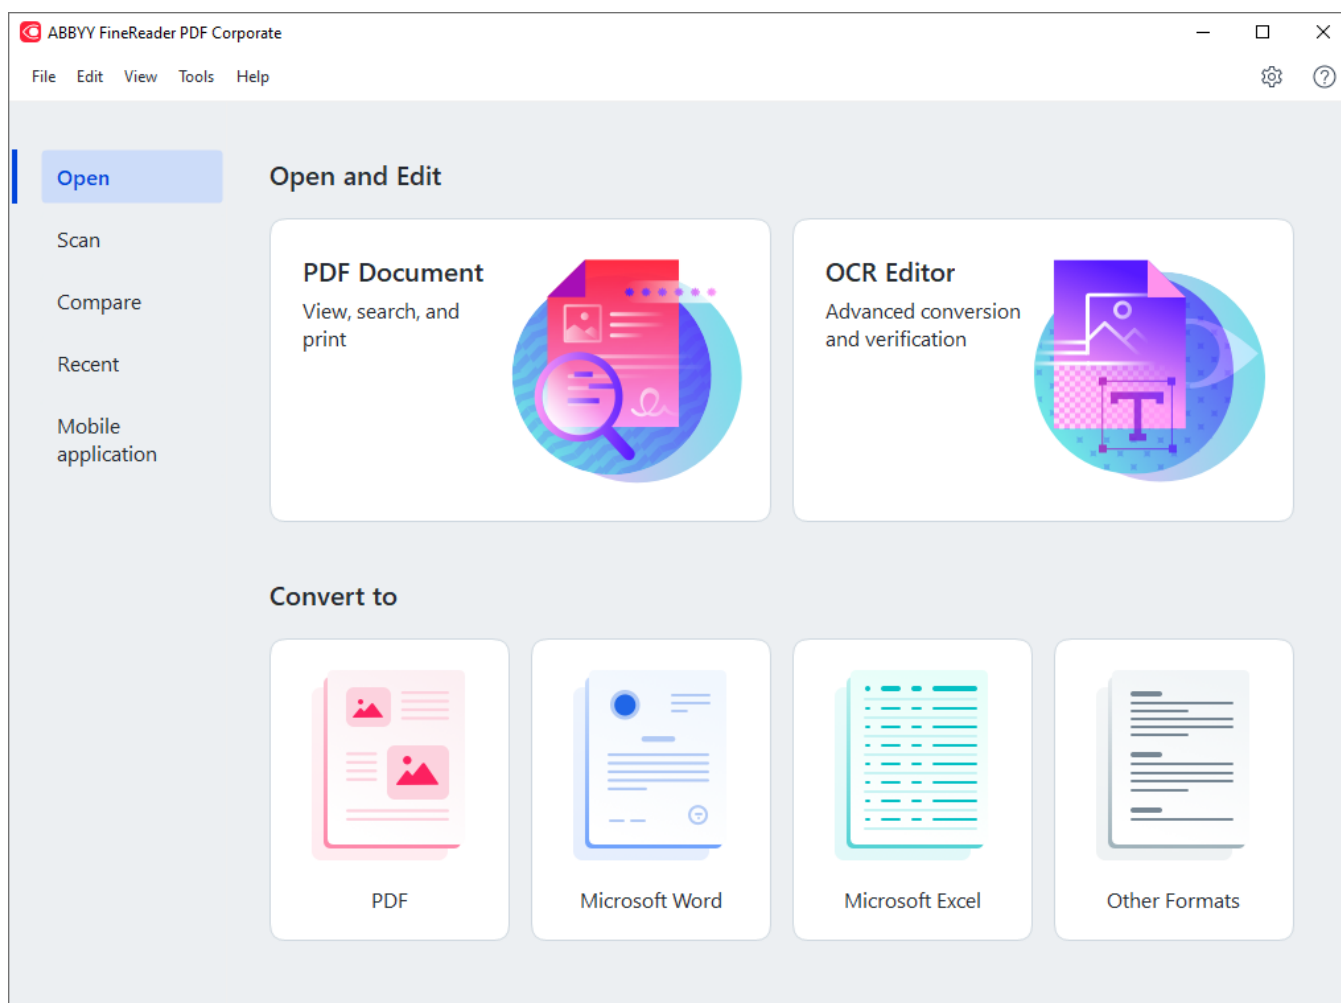 ABBYY FineReader PDF Corporate
File Edit View Tools Help
Open
Scan
Compare
Recent
Mobile
application
Open and Edit
PDF Document
View, search, and
print
OCR Editor
Advanced conversion
and verification
T
Convert to
PDF
Microsoft Word
Microsoft Excel
Other Formats